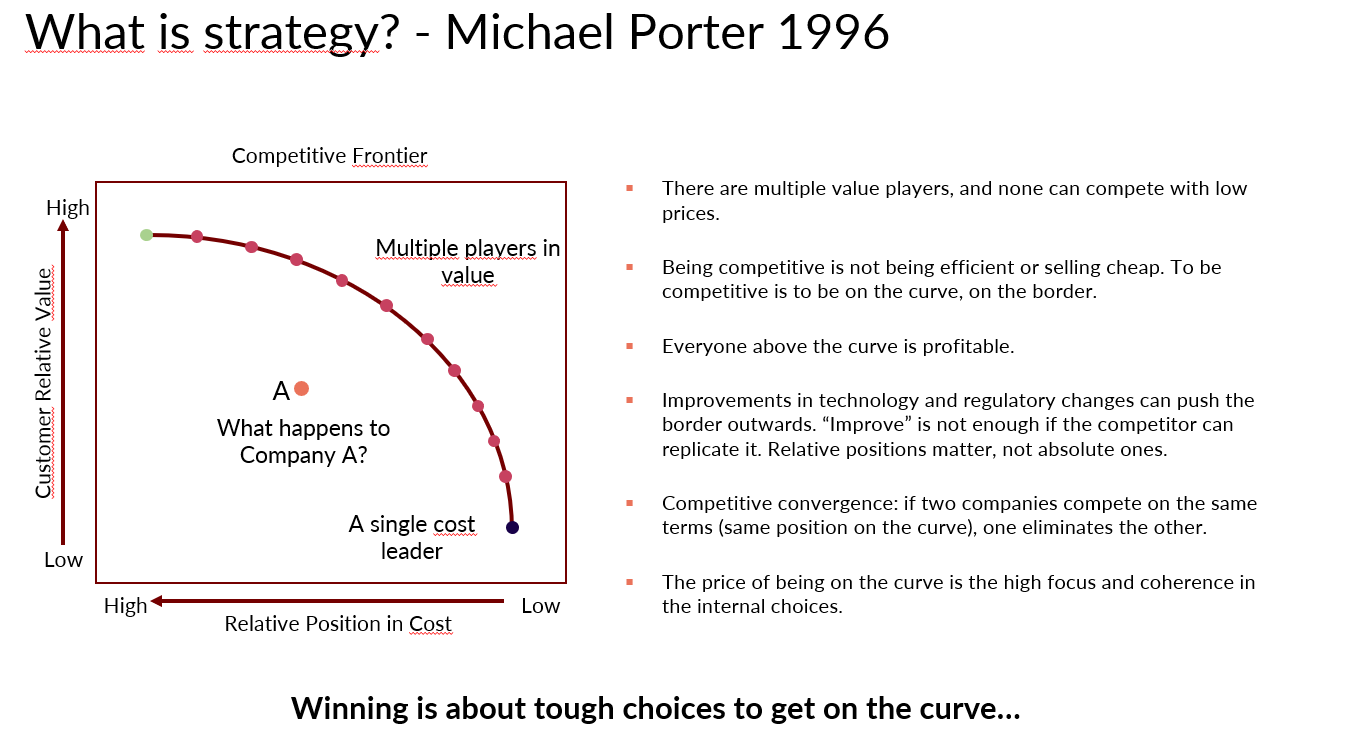 What is strategy? - Michael Porter 1996
Competitive Frontier
High
Multiple players in
value
Customer Relative Value
A
What happens to
Company A?
A single cost
leader
Low
High
Low
Relative Position in Cost
There are multiple value players, and none can compete with low
prices.
Being competitive is not being efficient or selling cheap. To be
competitive is to be on the curve, on the border.
Everyone above the curve is profitable.
Improvements in technology and regulatory changes can push the
border outwards. “Improve” is not enough if the competitor can
replicate it. Relative positions matter, not absolute ones.
Competitive convergence: if two companies compete on the same
terms (same position on the curve), one eliminates the other.
The price of being on the curve is the high focus and coherence in
the internal choices.
Winning is about tough choices to get on the curve...